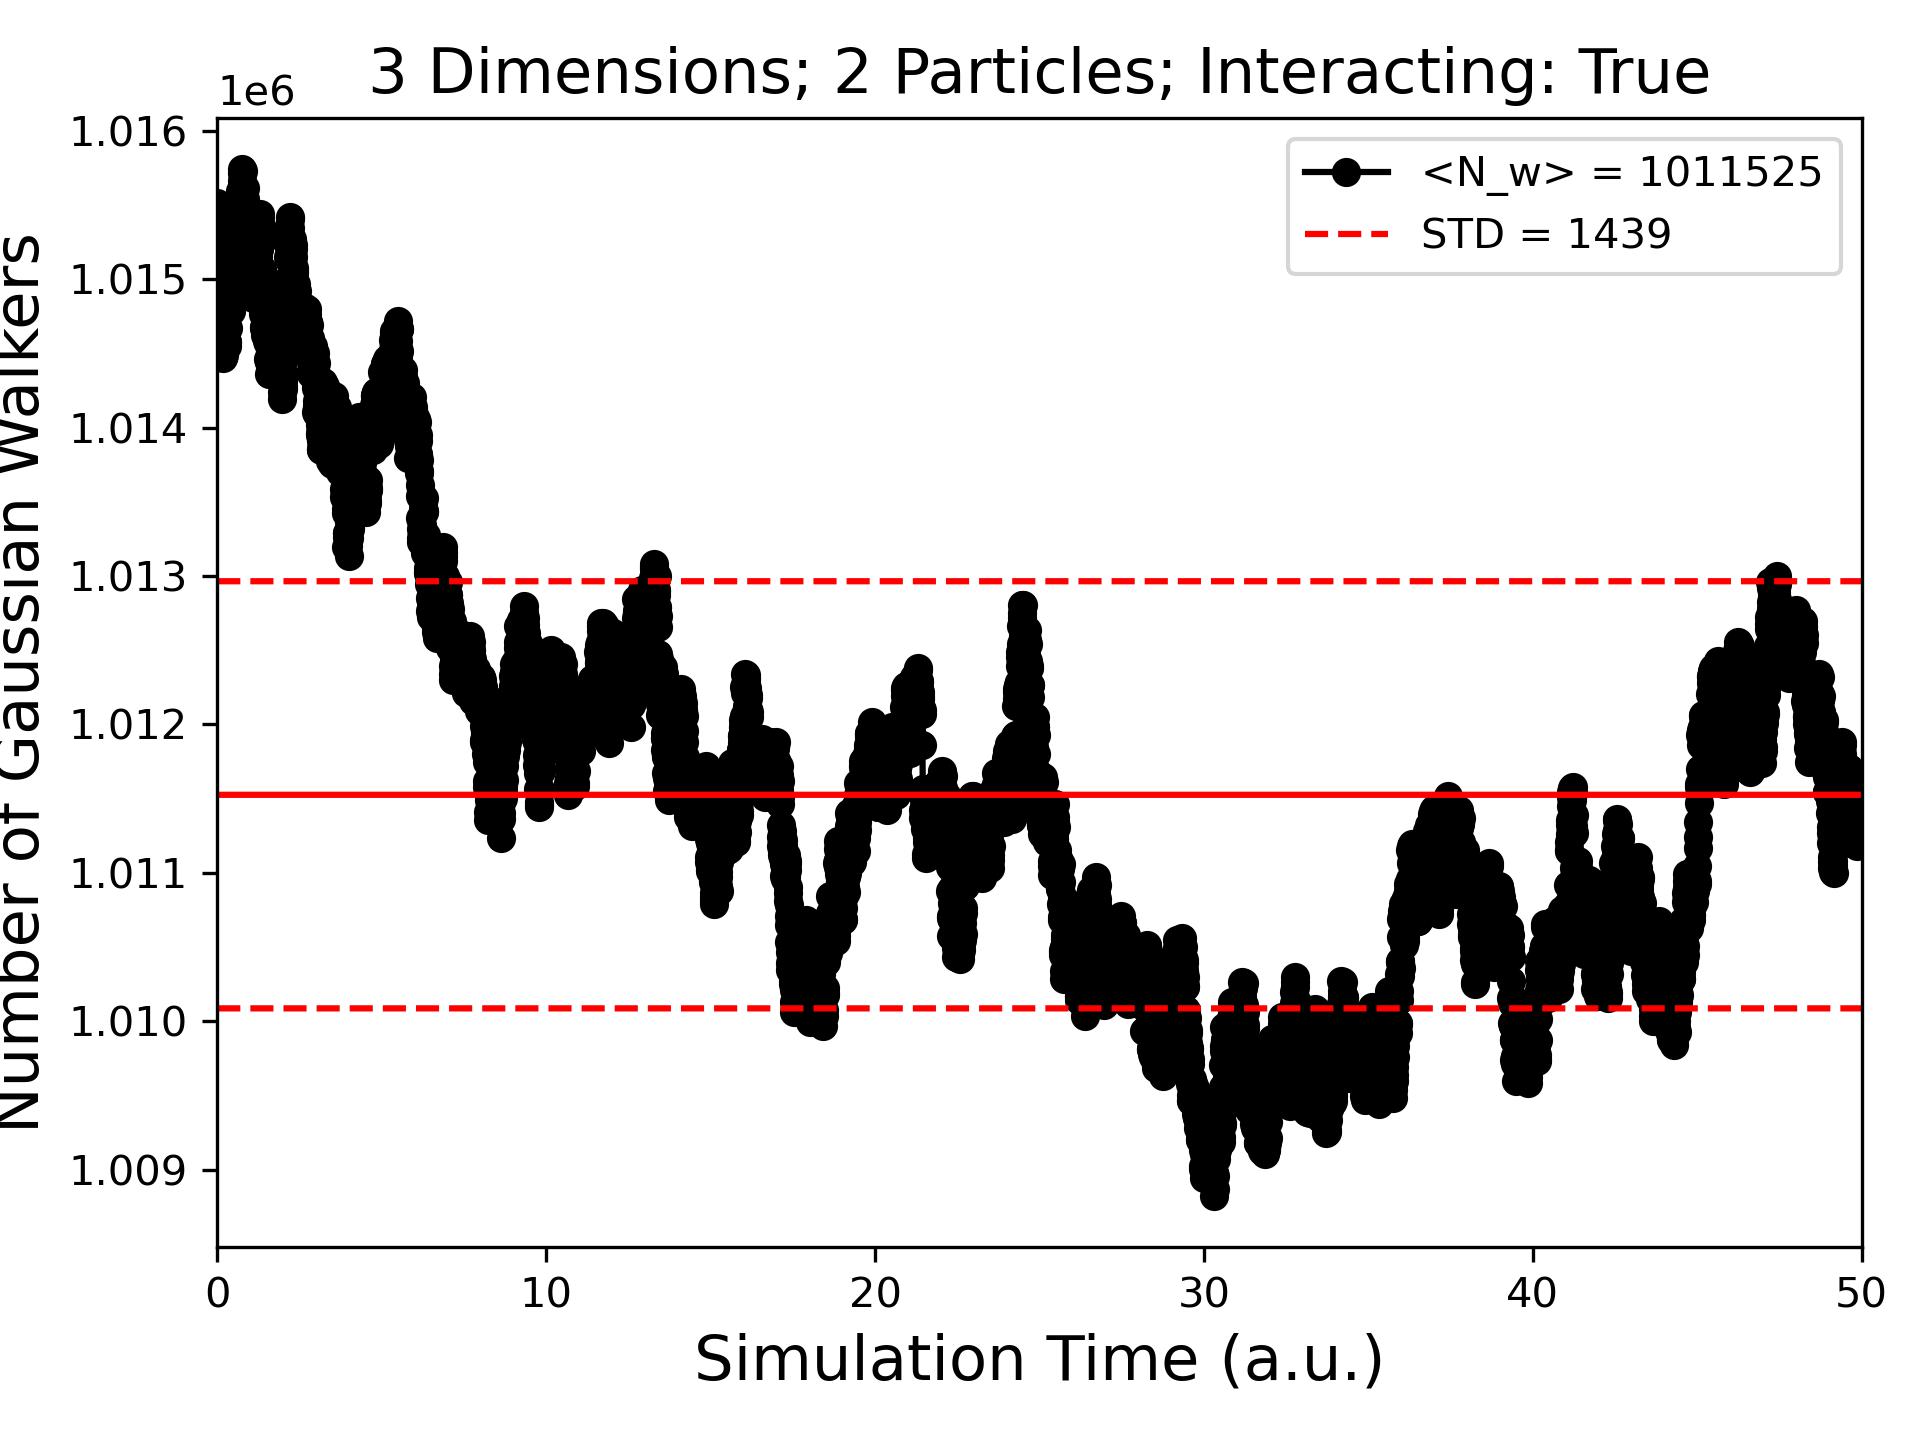 3 Dimensions; 2 Particles; Interacting: True
1e6
<N_w> = 1011525
STD = 1439
1.016
1.015
1.014
1.013
1.012
1.011
1.010
1.009
Number of Gaussian Walkers
0 10 20 30 40 50
Simulation Time (a.u.)